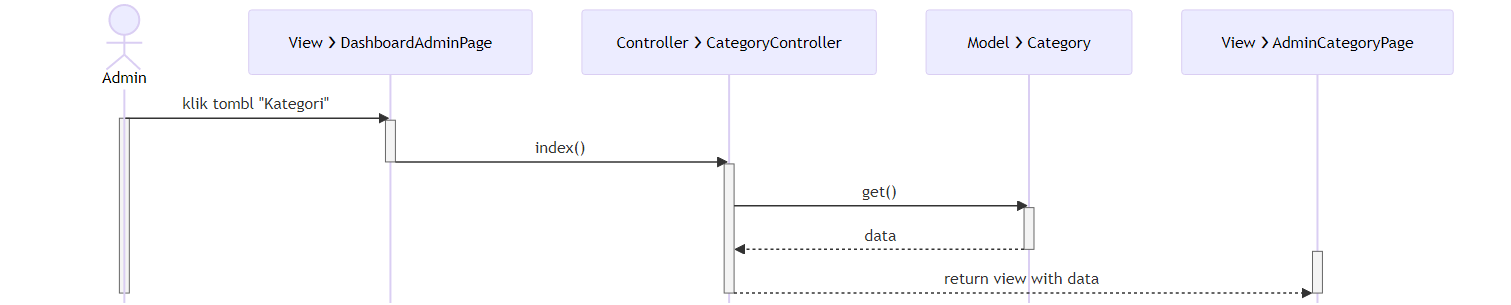 Admin
View > DashboardAdminPage
Controller > CategoryController
Model > Category
View > AdminCategoryPage
klik tombl "Kategori"
index()
get()
data
return view with data